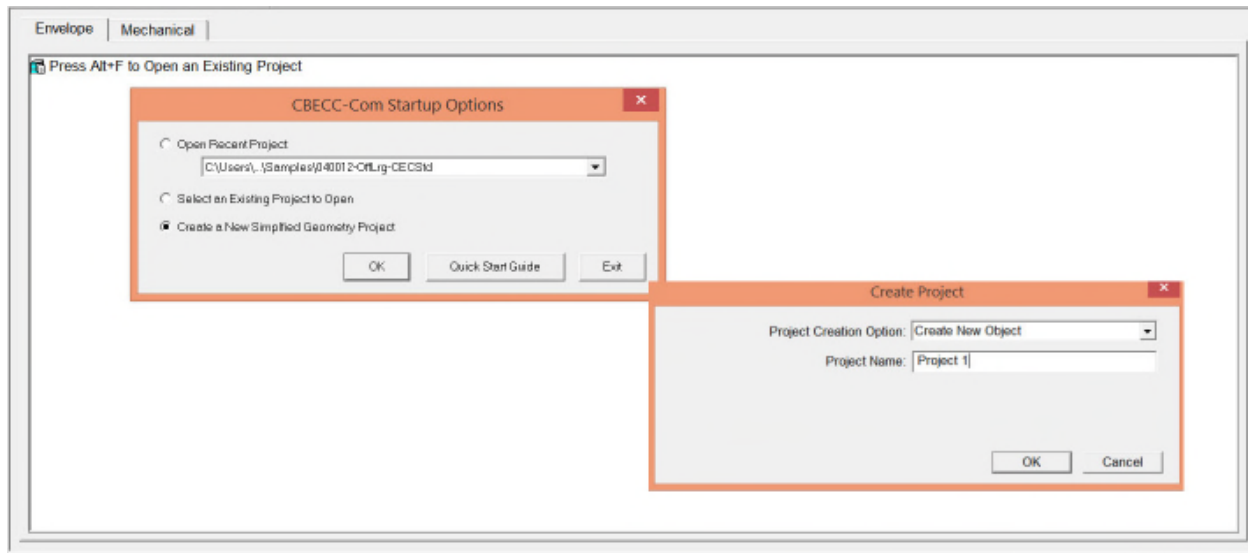 Envelope Mechanical
Press Alt+F to Open an Existing Project
CBECC-Com Startup Options
Open Recent Project
C:\Users\...\Samples\040012-OffLrg-CECStd
Select an Existing Project to Open
Create a New Simplified Geometry Project
OK Quick Start Guide Exit
Create Project
Project Creation Option: Create New Object
Project Name: Project 1
OK Cancel